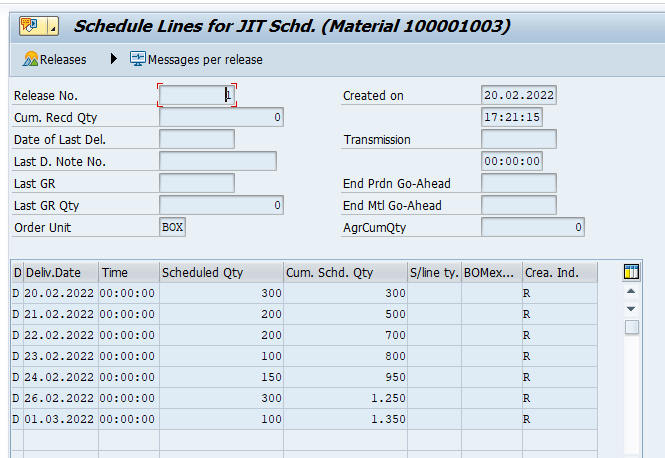 Schedule Lines for JIT Schd. (Material 100001003)
Releases Messages per release
Release No. 1 Created on 20.02.2022
Cum. Recd Qty 0 17:21:15
Date of Last Del. Transmission
Last D. Note No. 00:00:00
Last GR End Prdn Go-Ahead
Last GR Qty 0 End Mtl Go-Ahead
Order Unit BOX AgrCumQty 0
D Deliv.Date Time Scheduled Qty Cum. Schd. Qty S/line ty. BOMex... Crea. Ind.
D 20.02.2022 00:00:00 300 300 R
D 21.02.2022 00:00:00 200 500 R
D 22.02.2022 00:00:00 200 700 R
D 23.02.2022 00:00:00 100 800 R
D 24.02.2022 00:00:00 150 950 R
D 26.02.2022 00:00:00 300 1.250 R
D 01.03.2022 00:00:00 100 1.350 R